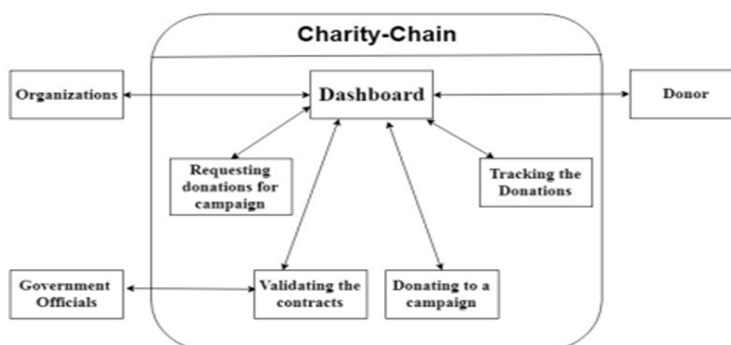 Charity-Chain
Organizations
Dashboard
Donor
Requesting
donations for
campaign
Tracking the
Donations
Government
Officials
Validating the
contracts
Donating to a
campaign